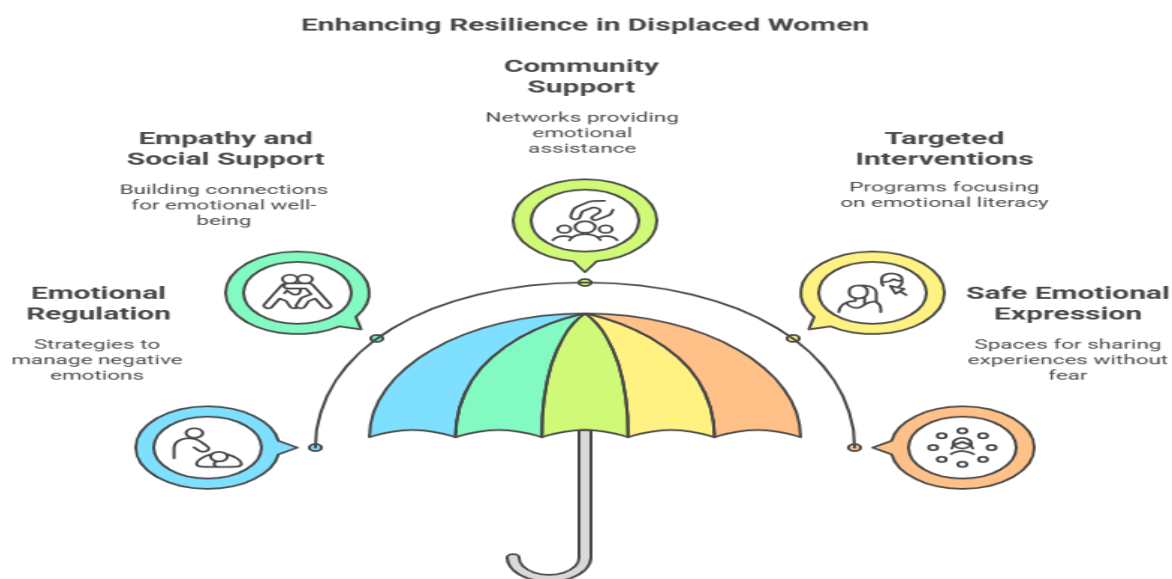 Enhancing Resilience in Displaced Women
Community
Support
Networks providing
emotional
assistance
Empathy and
Social Support
Building connections
for emotional well-
being
Targeted
Interventions
Programs focusing
on emotional literacy
Emotional
Regulation
Strategies to
manage negative
emotions
Safe Emotional
Expression
Spaces for sharing
experiences without
fear